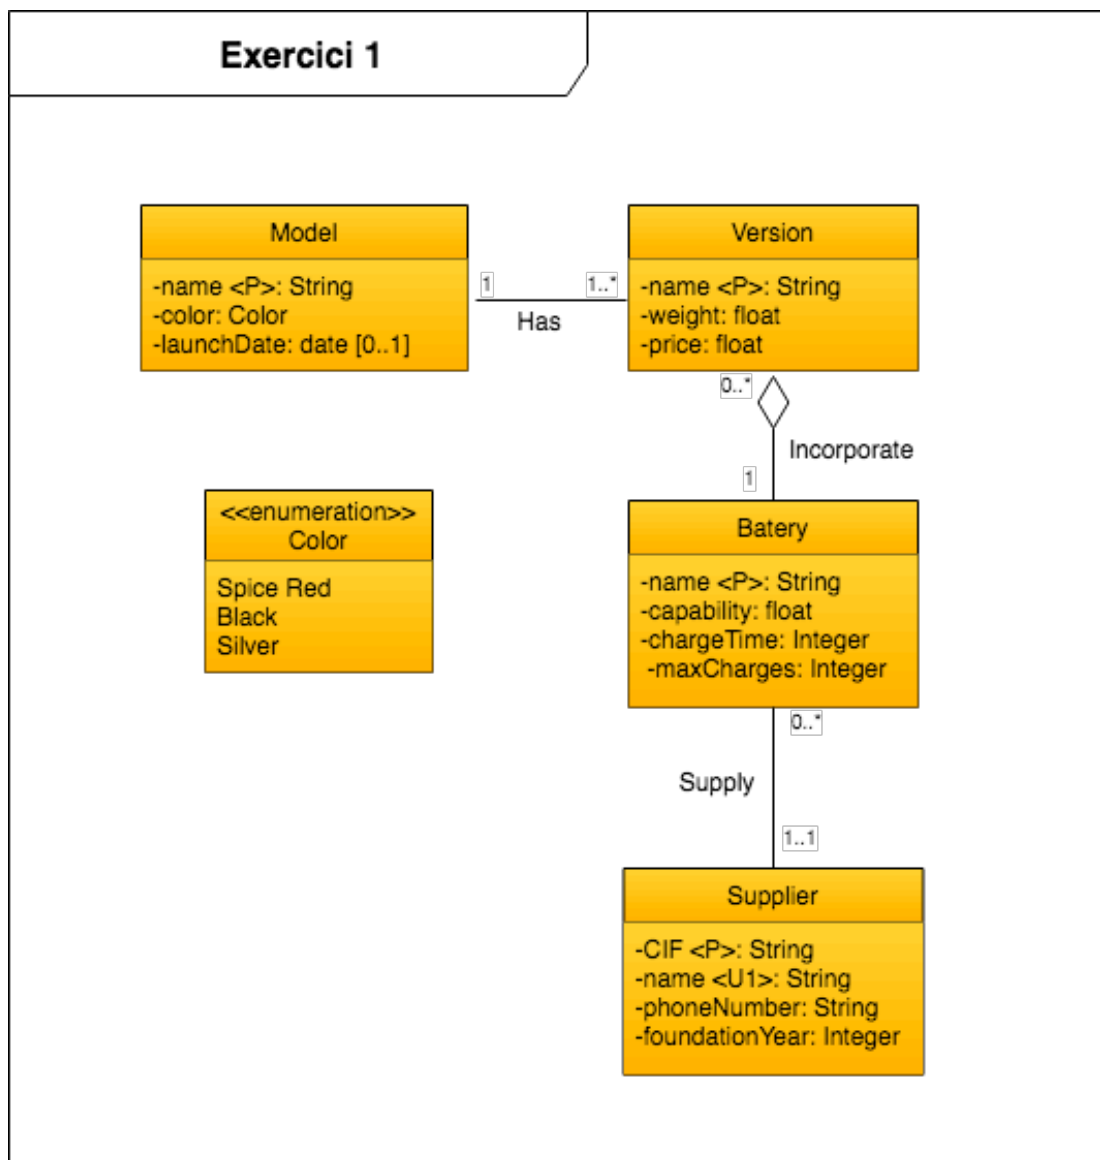 Exercici 1
Model
-name <P>: String
-color: Color
-launchDate: date [0..1]
1
1..*
Has
Version
-name <P>: String
-weight: float
-price: float
0..*
Incorporate
1
<<enumeration>>
Color
Spice Red
Black
Silver
Batery
-name <P>: String
-capability: float
-chargeTime: Integer
-maxCharges: Integer
0..*
Supply
1..1
Supplier
-CIF <P>: String
-name <U1>: String
-phoneNumber: String
-foundationYear: Integer